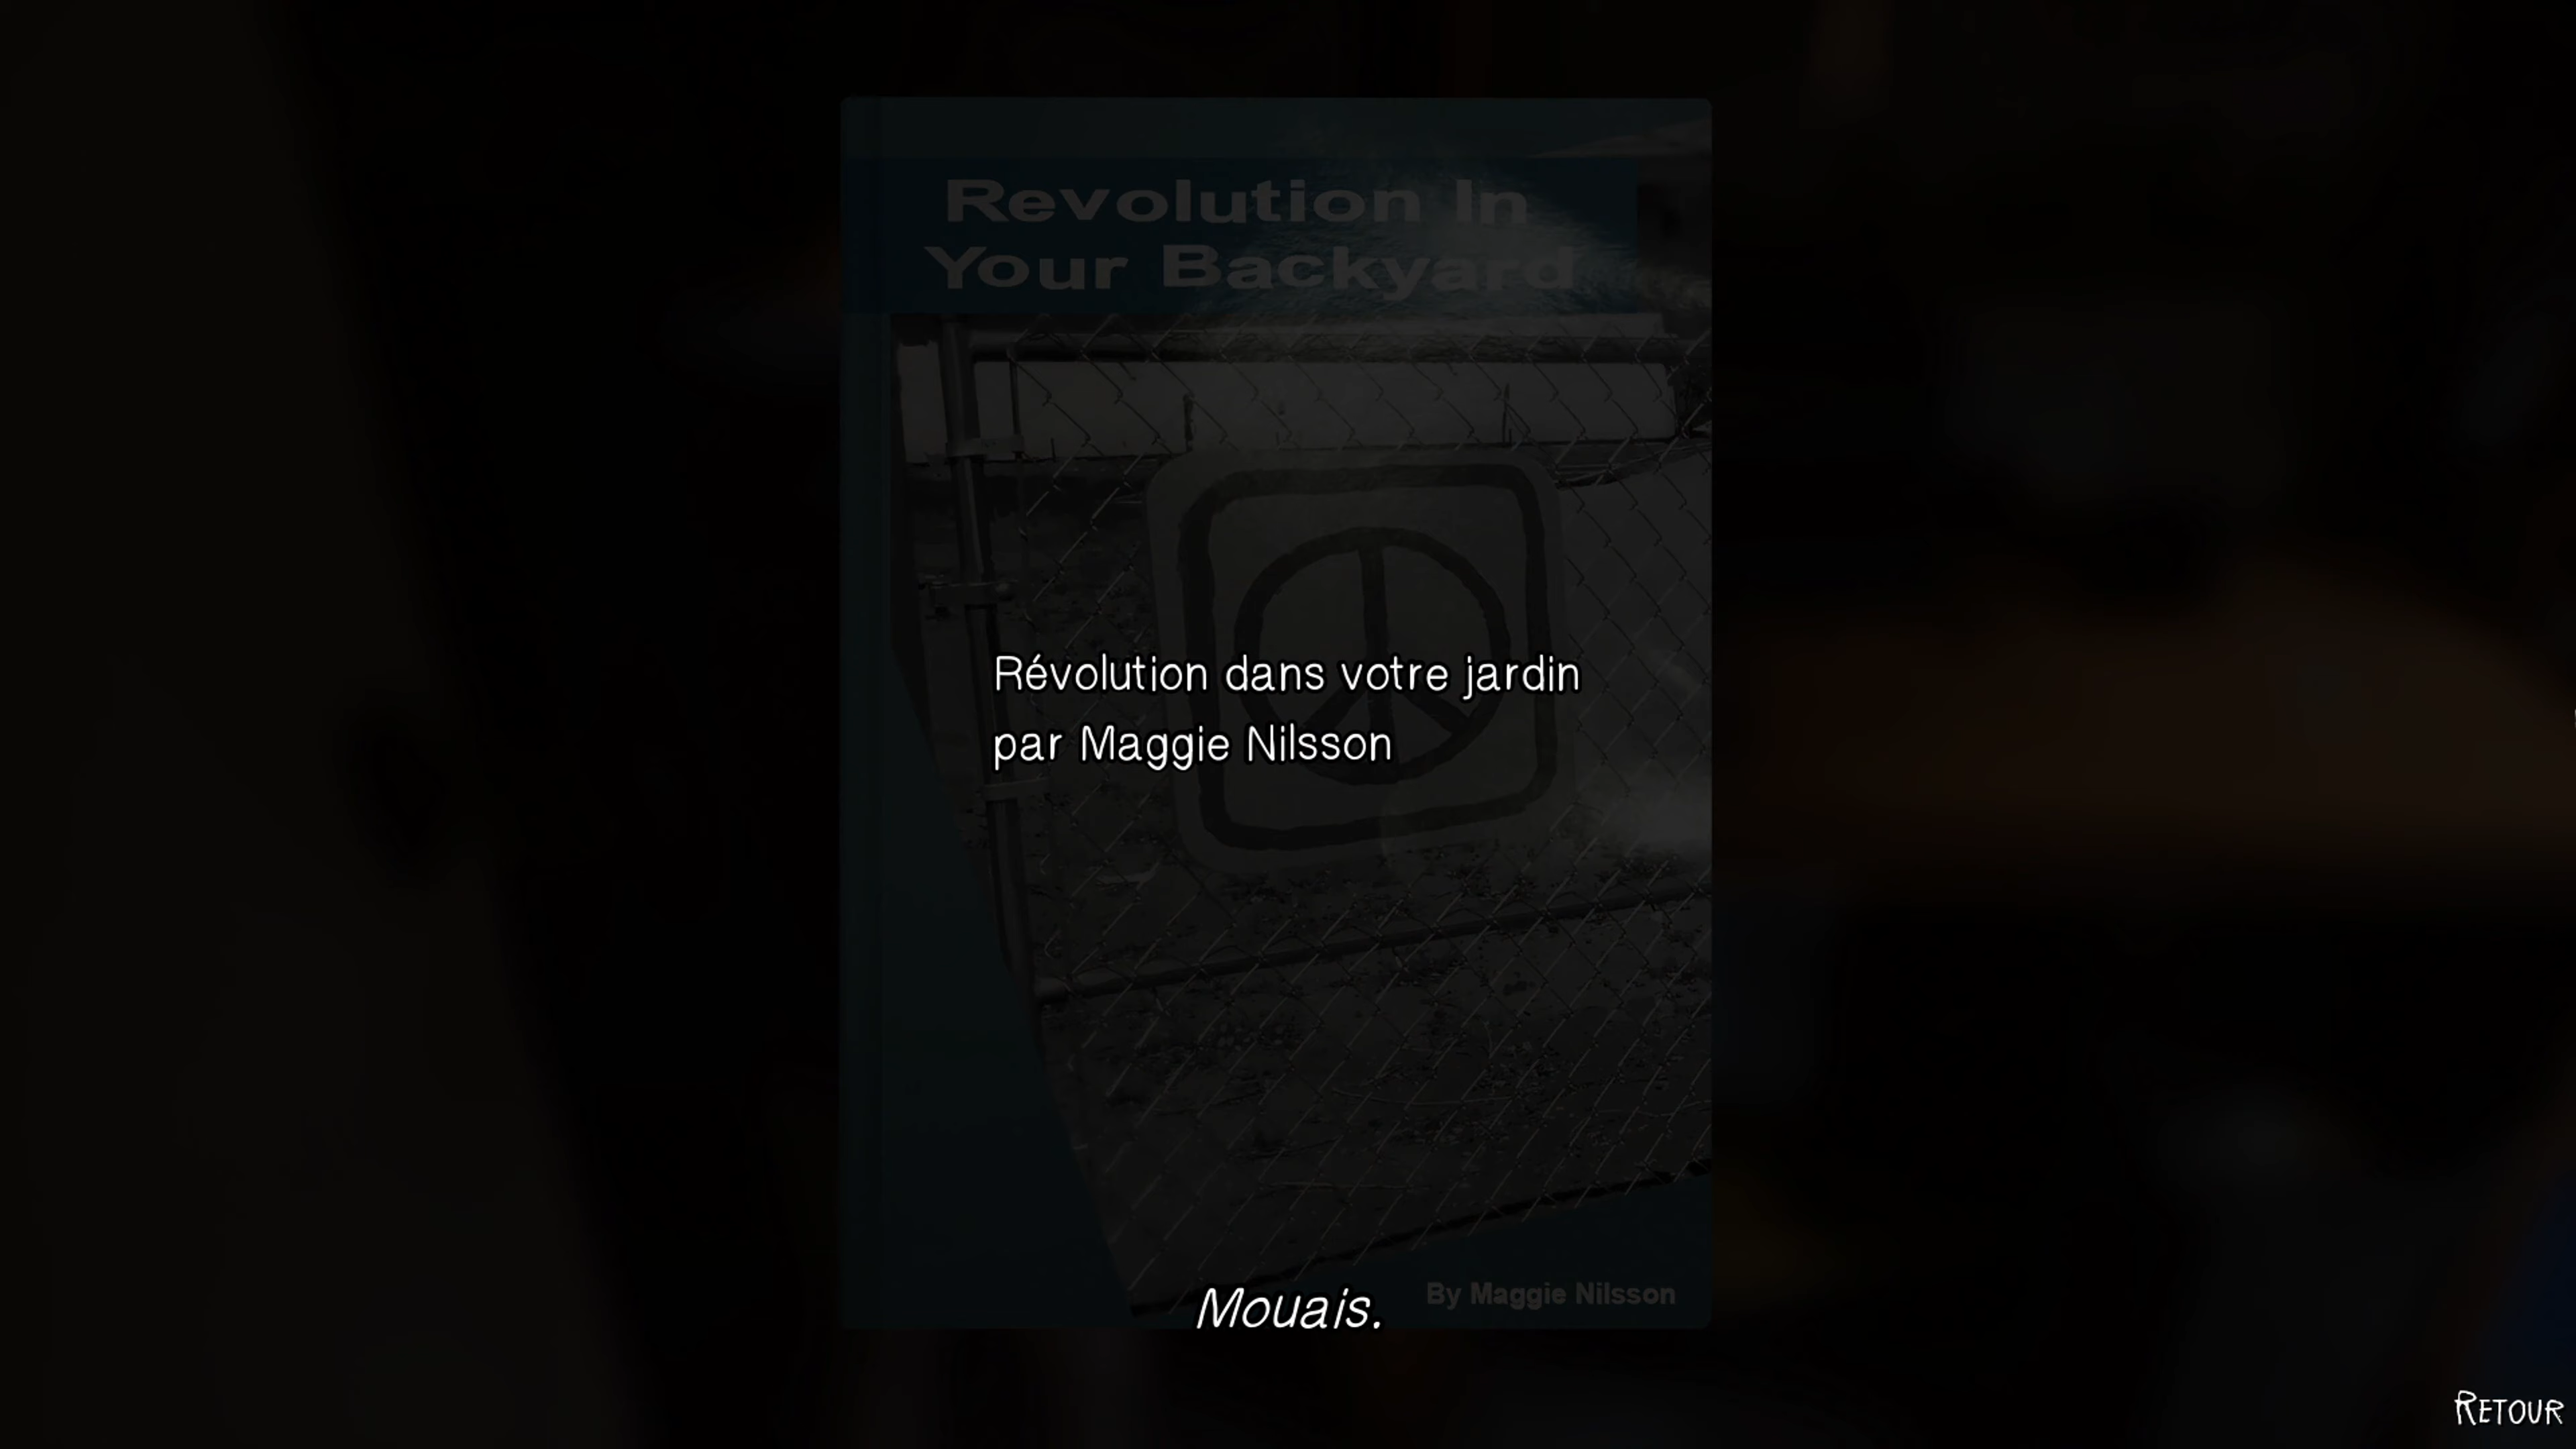 Revolution In
Your Backyard
Révolution dans votre jardin
par Maggie Nilsson
By Maggie Nilsson
Mouais.
RETOUR